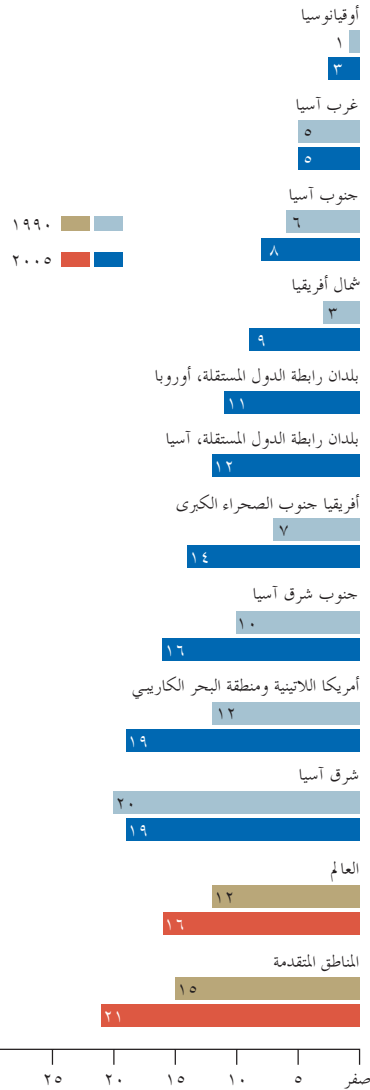 أوقيانوسيا
١
٣
غرب آسيا
٥
٥
جنوب آسيا
٦
٨
١٩٩٠
٢٠٠٥
شمال أفريقيا
٣
٩
بلدان رابطة الدول المستقلة، أوروبا
١١
بلدان رابطة الدول المستقلة، آسيا
١٢
أفريقيا جنوب الصحراء الكبرى
٧
١٤
جنوب شرق آسيا
١٠
١٦
أمريكا اللاتينية ومنطقة البحر الكاريبي
١٢
١٩
شرق آسيا
٢٠
١٩
العالم
١٢
١٦
المناطق المتقدمة
١٥
٢١
صفر ٥ ١٠ ١٥ ٢٠ ٢٥